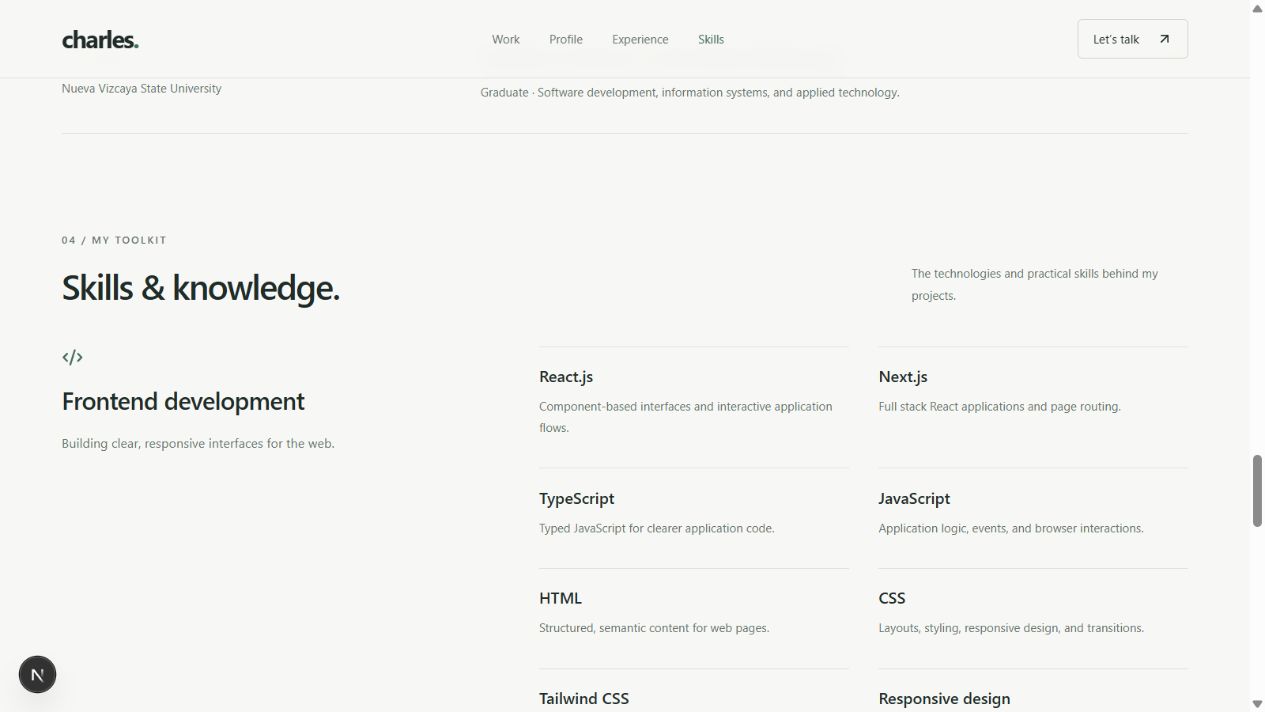 charles.
Work
Profile
Experience
Skills
Let's talk
Nueva Vizcaya State University
Graduate · Software development, information systems, and applied technology.
04 / MY TOOLKIT
Skills & knowledge.
The technologies and practical skills behind my
projects.
Frontend development
Building clear, responsive interfaces for the web.
React.js
Component-based interfaces and interactive application
flows.
Next.js
Full stack React applications and page routing.
TypeScript
Typed JavaScript for clearer application code.
JavaScript
Application logic, events, and browser interactions.
HTML
Structured, semantic content for web pages.
CSS
Layouts, styling, responsive design, and transitions.
Tailwind CSS
Responsive design
N